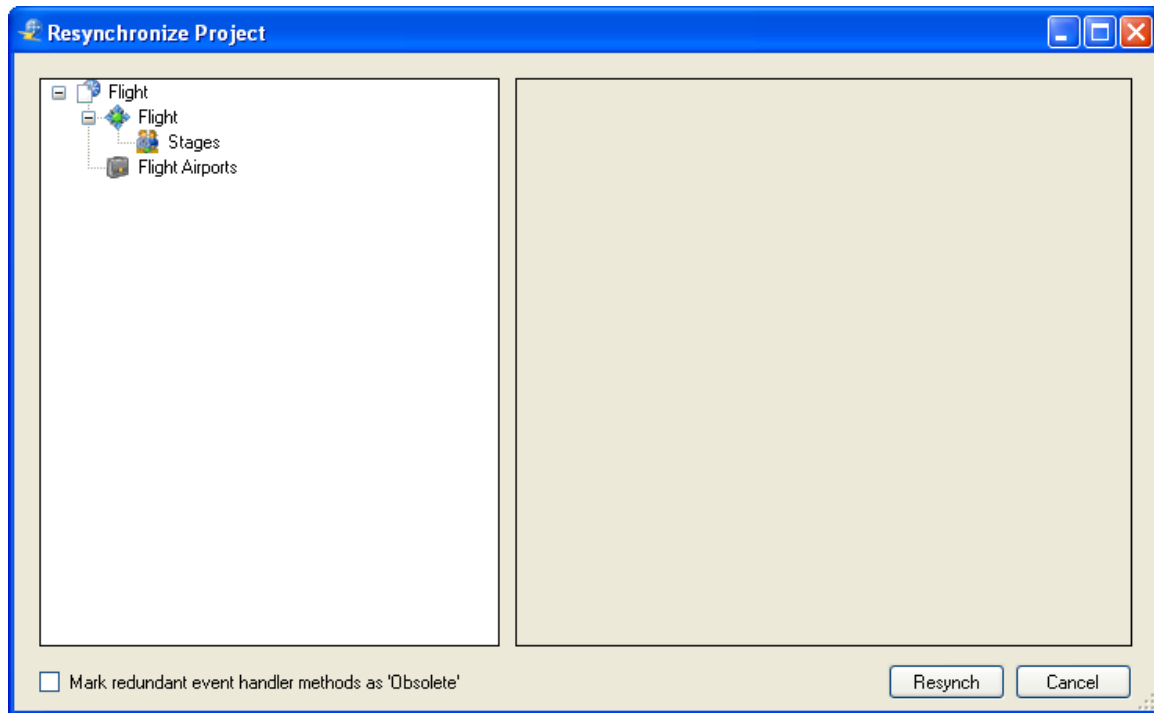 Resynchronize Project
Flight
Flight
Stages
Flight Airports
Mark redundant event handler methods as 'Obsolete'
Resynch Cancel